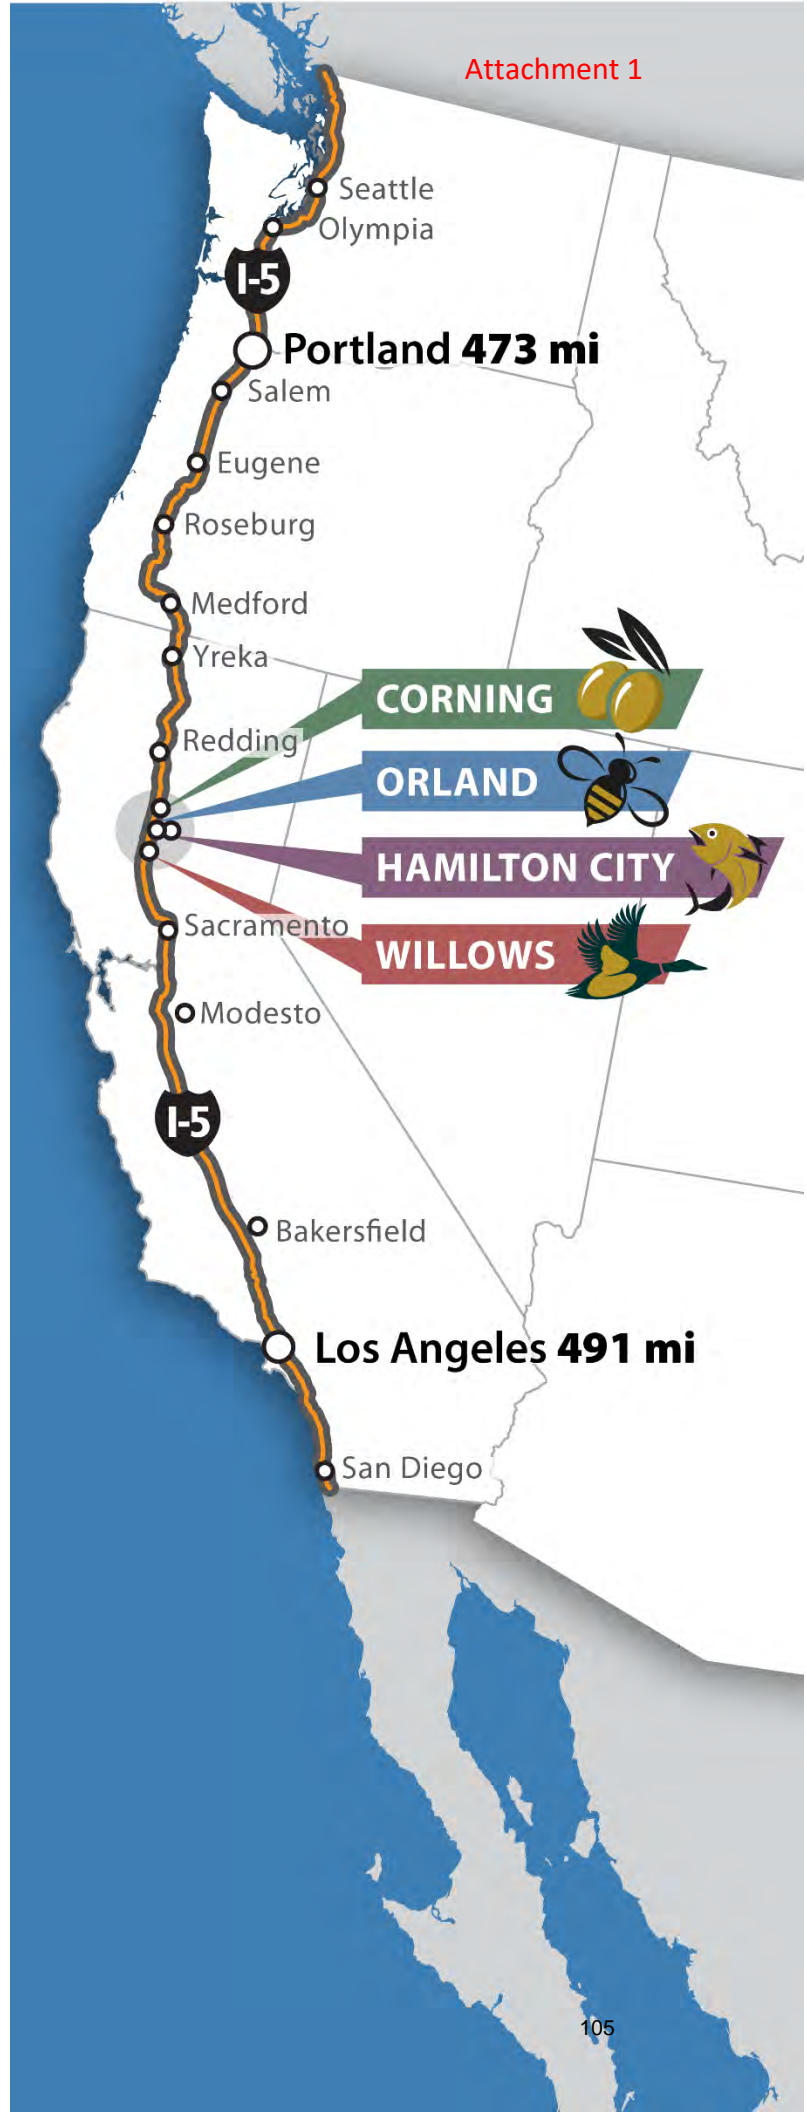 Attachment 1
Seattle
Olympia
I-5
Portland 473 mi
Salem
Eugene
Roseburg
Medford
Yreka
CORNING
Redding
ORLAND
HAMILTON CITY
Sacramento
WILLOWS
Modesto
I-5
Bakersfield
Los Angeles 491 mi
San Diego
105